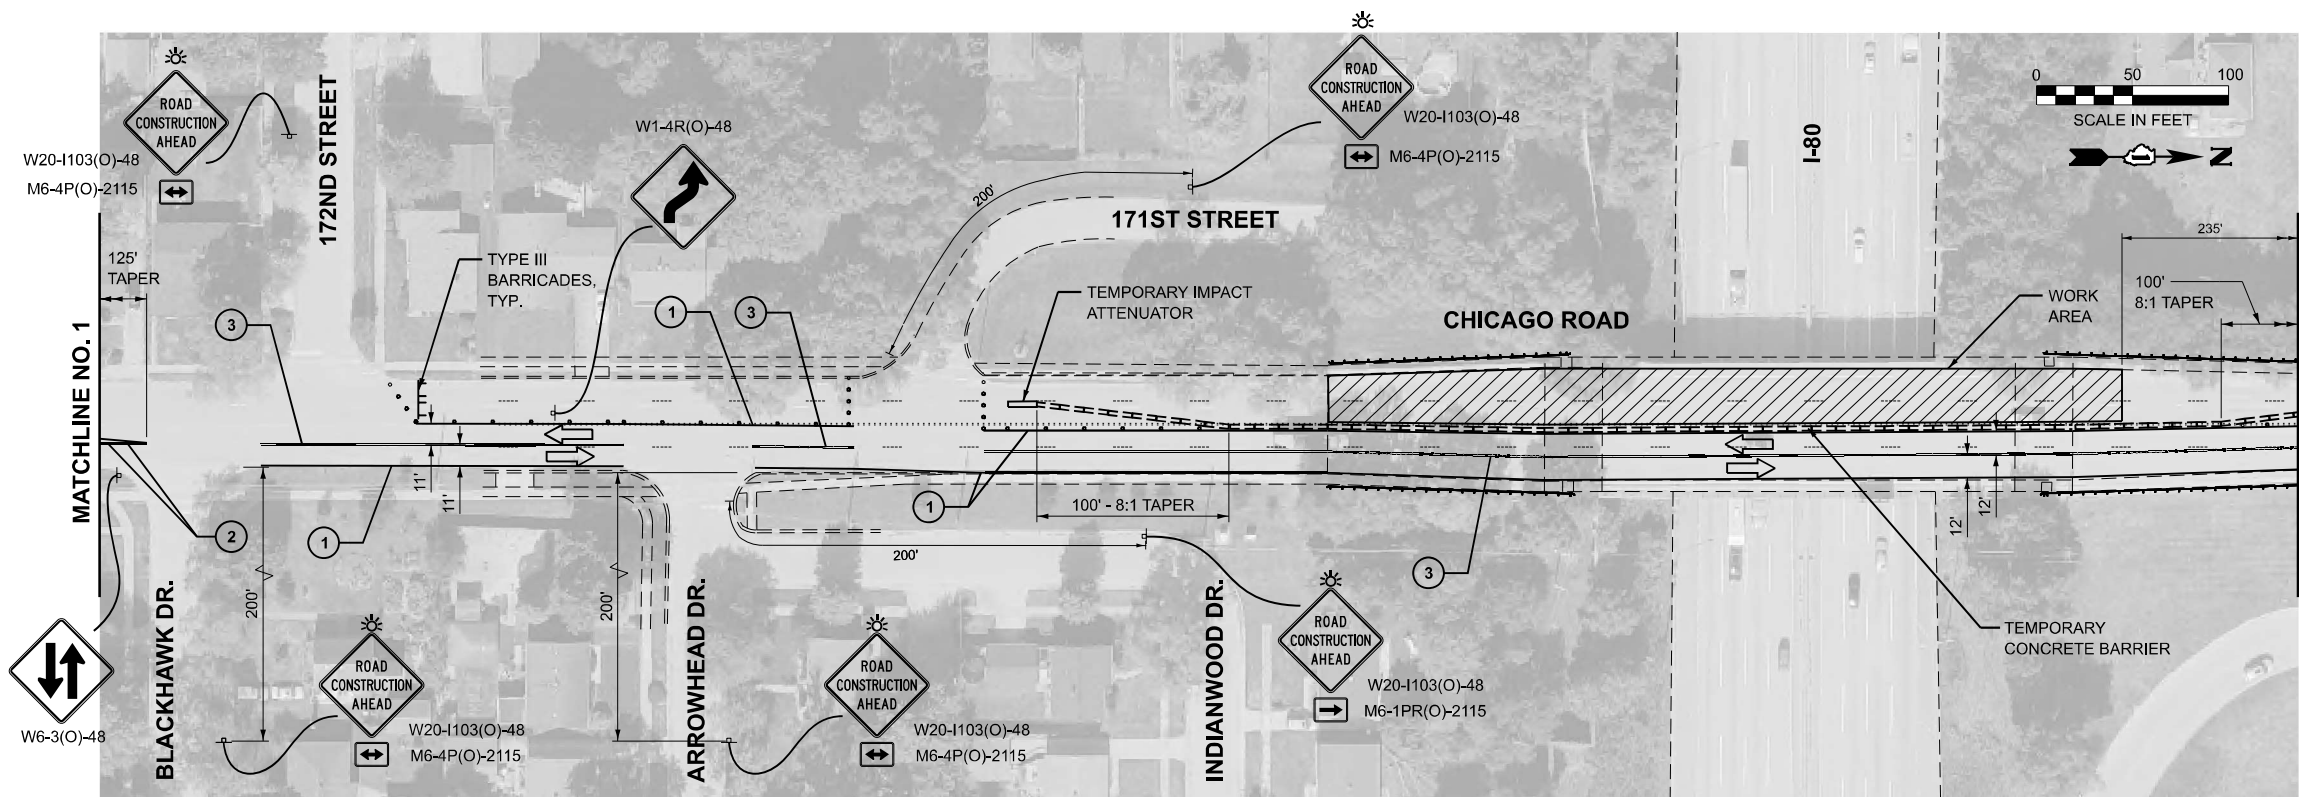 ROAD
CONSTRUCTION
AHEAD
W20-I103(O)-48
M6-4P(O)-2115
172ND STREET
W1-4R(O)-48
ROAD
CONSTRUCTION
AHEAD
W20-I103(O)-48
M6-4P(O)-2115
I-80
0 50 100
SCALE IN FEET
N
200'
171ST STREET
125'
TAPER
TYPE III
BARRICADES,
TYP.
TEMPORARY IMPACT
ATTENUATOR
CHICAGO ROAD
WORK
AREA
235'
100'
8:1 TAPER
MATCHLINE NO. 1
3
1
3
11'
11'
2
1
1
100' - 8:1 TAPER
200'
3
12'
12'
TEMPORARY
CONCRETE BARRIER
W6-3(O)-48
BLACKHAWK DR.
200'
ROAD
CONSTRUCTION
AHEAD
W20-I103(O)-48
M6-4P(O)-2115
200'
ARROWHEAD DR.
ROAD
CONSTRUCTION
AHEAD
W20-I103(O)-48
M6-4P(O)-2115
INDIANWOOD DR.
ROAD
CONSTRUCTION
AHEAD
W20-I103(O)-48
M6-1PR(O)-2115